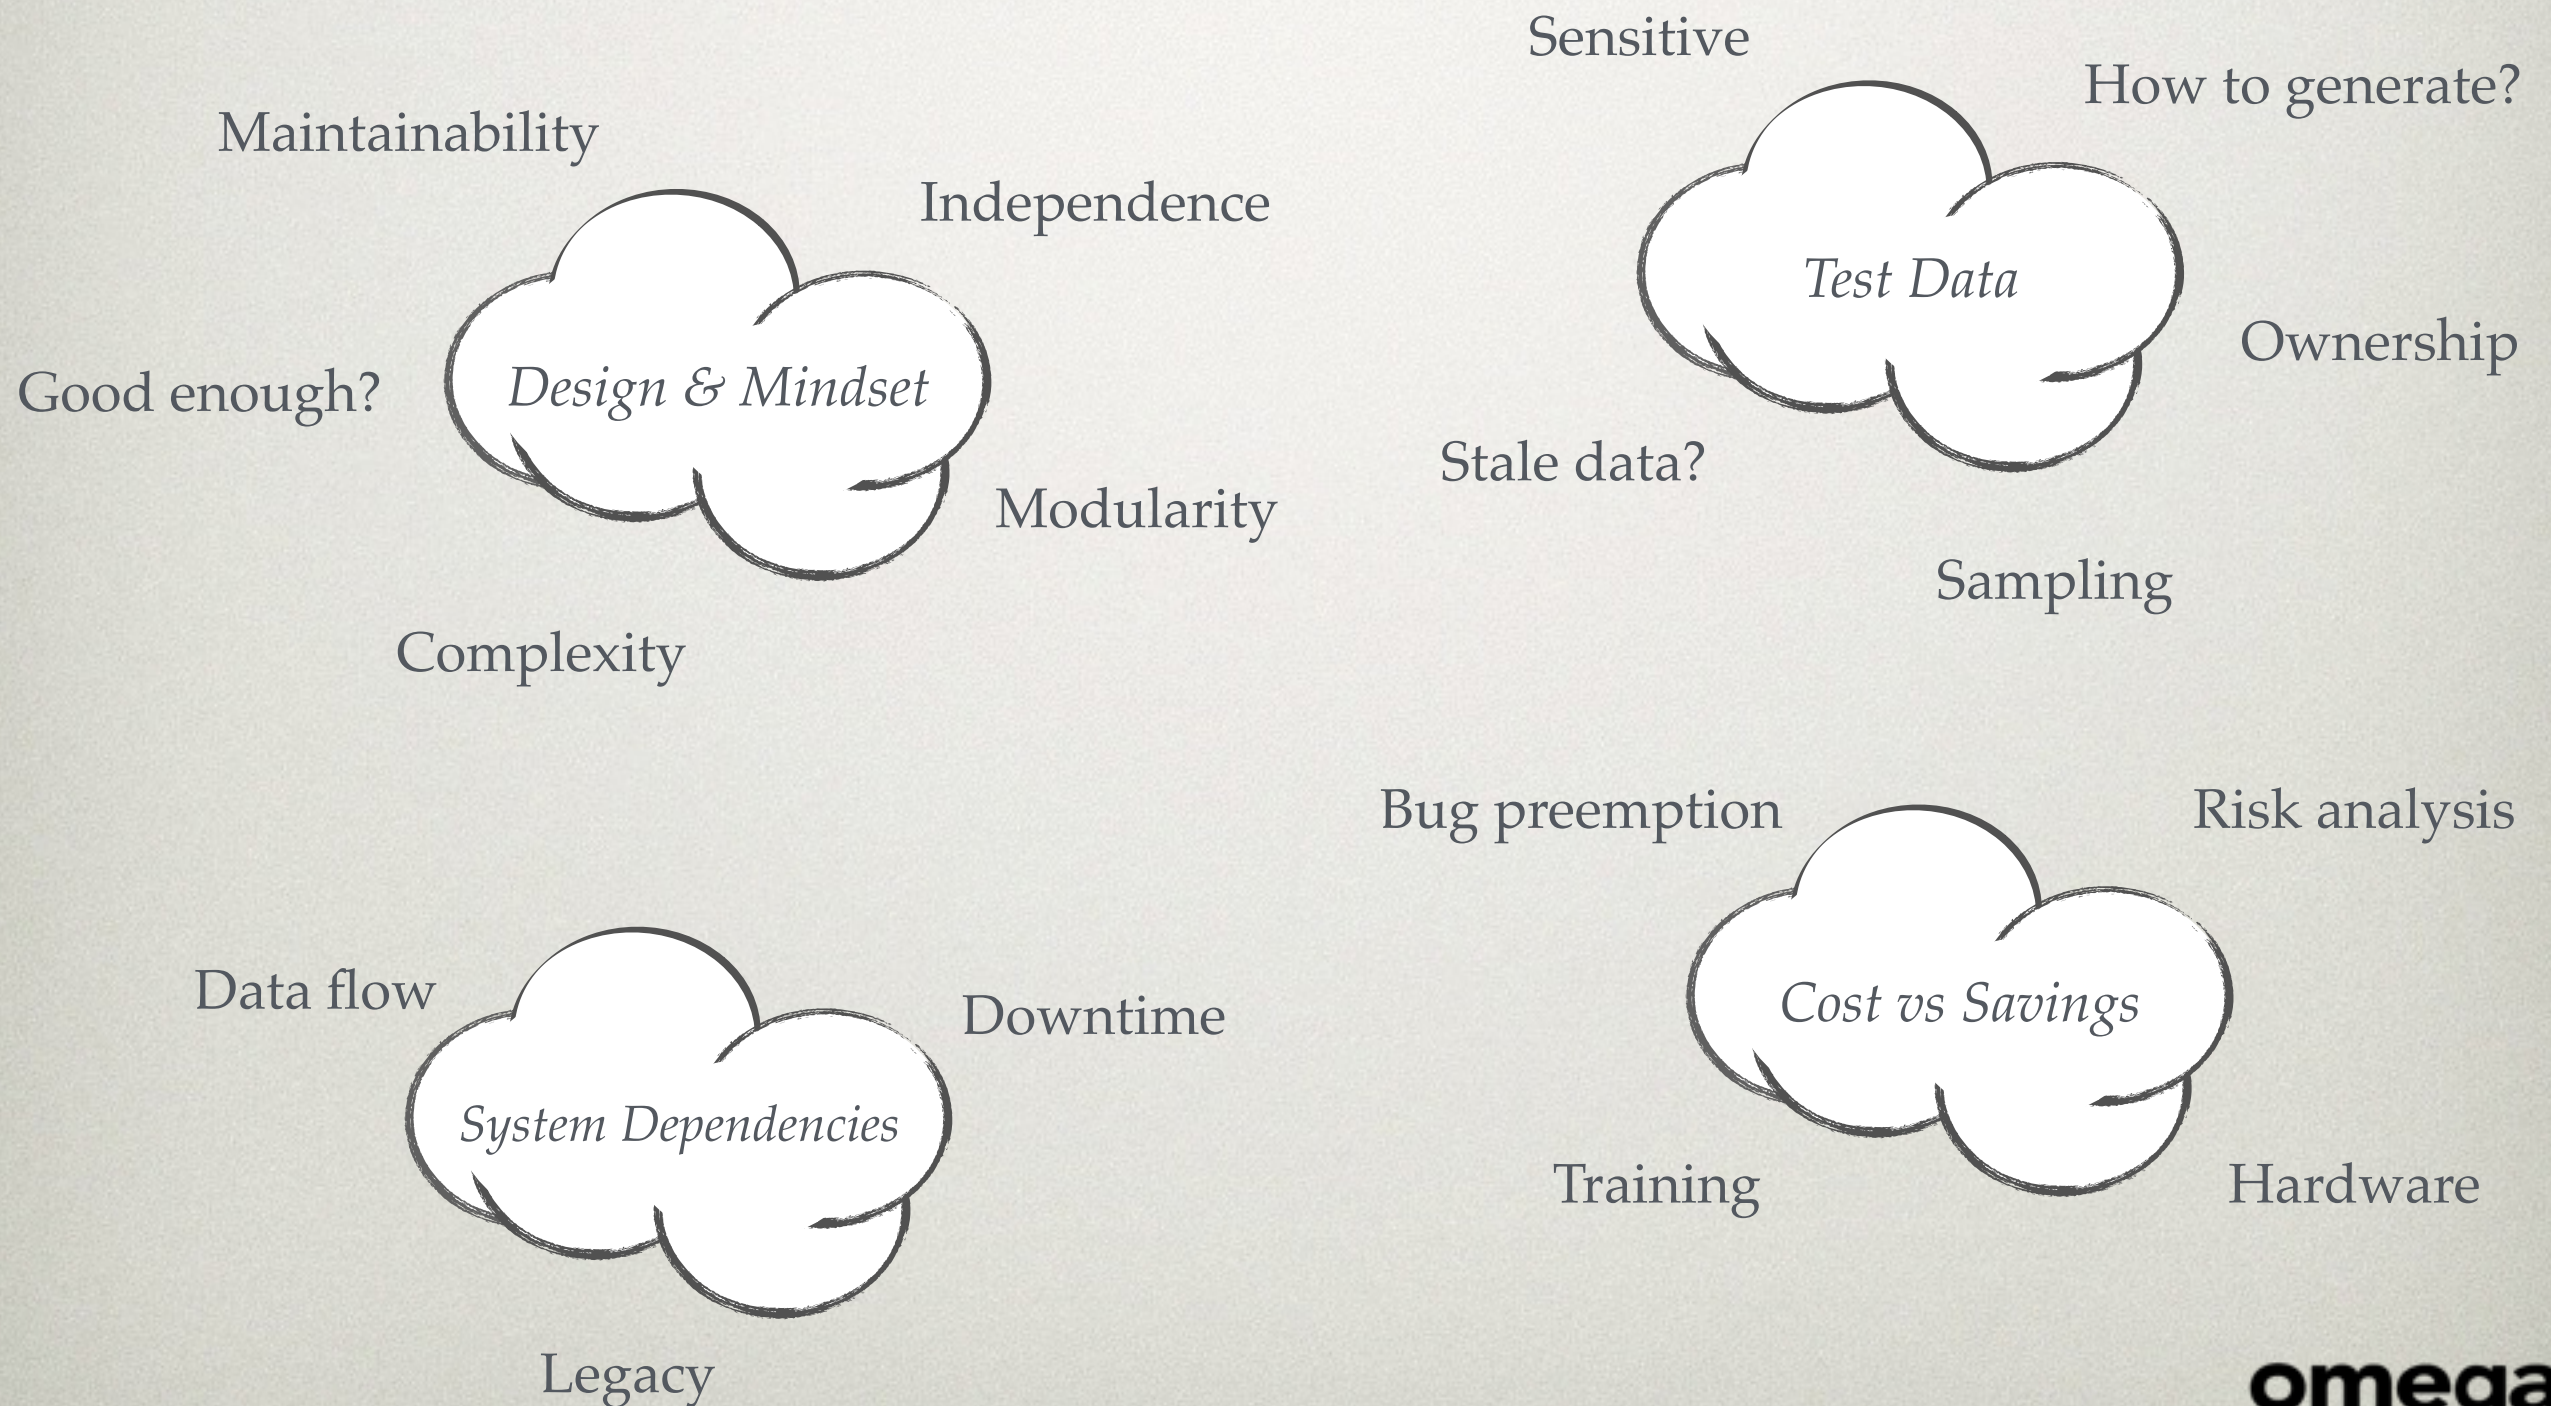 Maintainability
Independence
Good enough?
Design & Mindset
Modularity
Complexity
Sensitive
How to generate?
Test Data
Ownership
Stale data?
Sampling
Data flow
Downtime
System Dependencies
Legacy
Bug preemption
Risk analysis
Cost vs Savings
Training
Hardware
omega